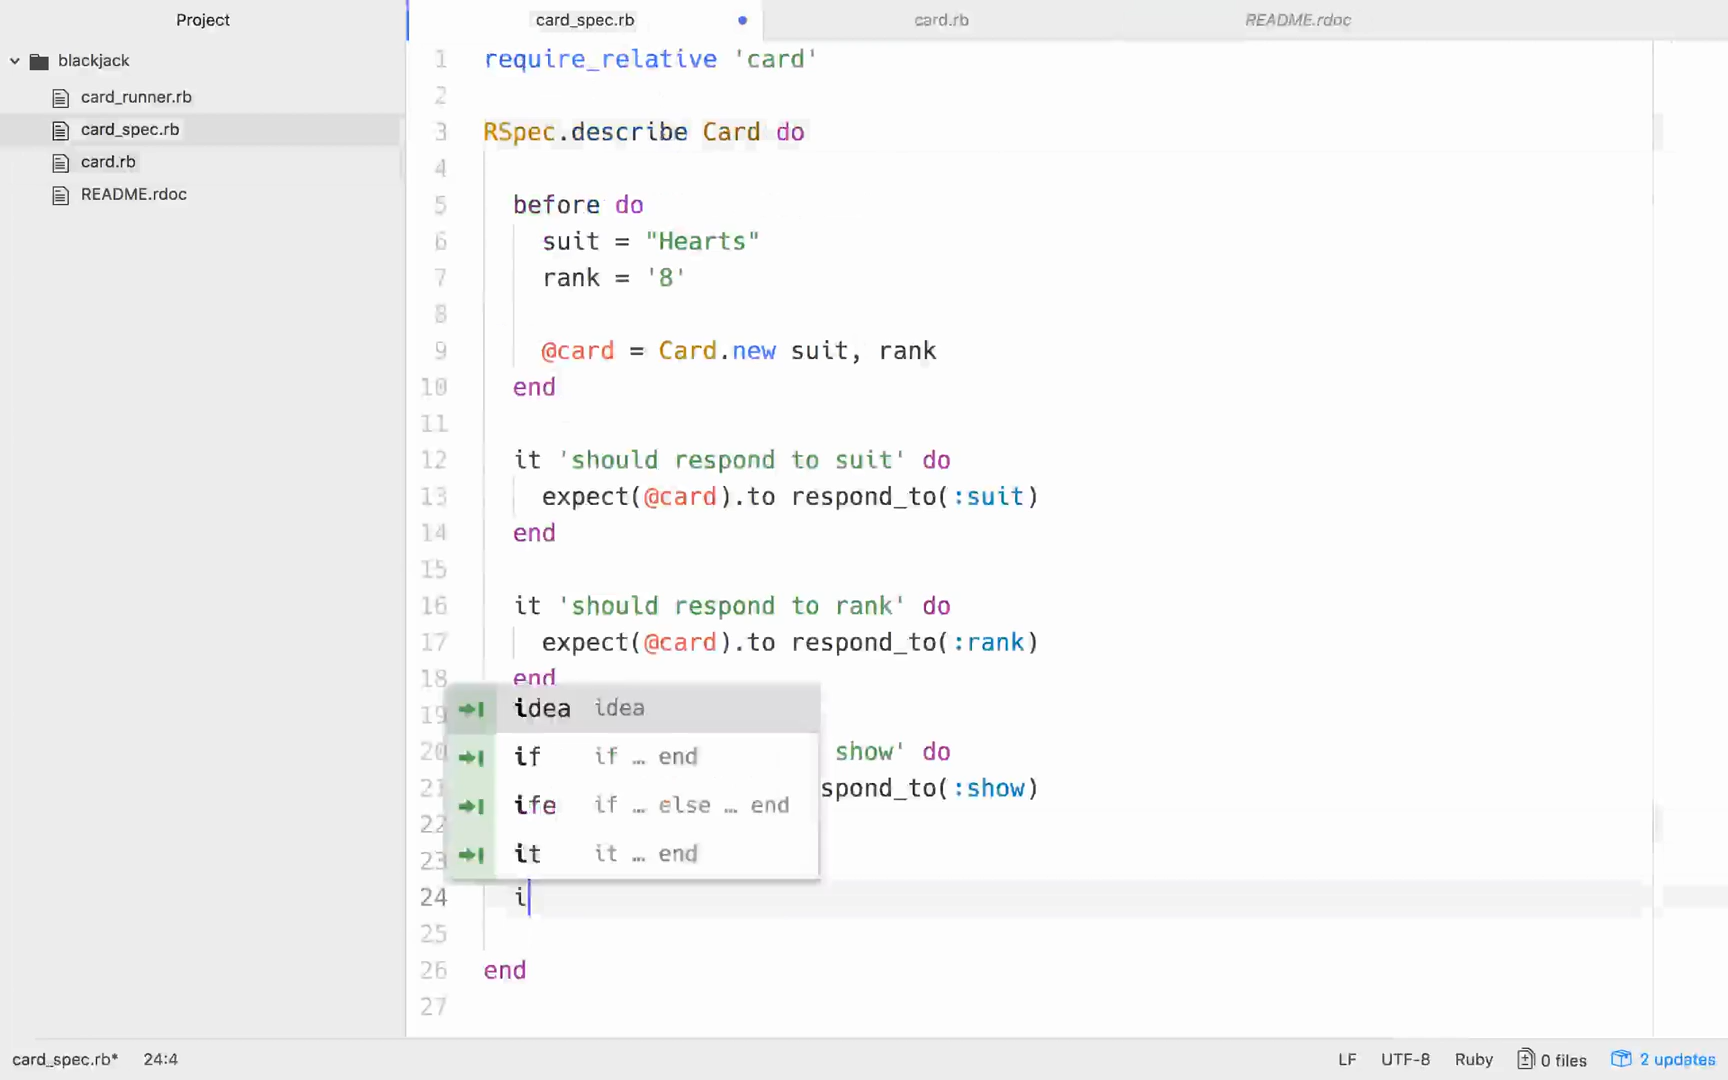 Project
card_spec.rb
card.rb
README.rdoc
blackjack
card_runner.rb
card_spec.rb
card.rb
README.rdoc
1 require_relative 'card'
2
3 RSpec.describe Card do
4
5 before do
6 suit = "Hearts"
7 rank = '8'
8
9 @card = Card.new suit, rank
10 end
11
12 it 'should respond to suit' do
13 expect(@card).to respond_to(:suit)
14 end
15
16 it 'should respond to rank' do
17 expect(@card).to respond_to(:rank)
18 end
19
idea idea
20 show' do
if if … end
21 spond_to(:show)
ife if … else … end
22
23
it it … end
24 i
25
26 end
27
card_spec.rb* 24:4 LF UTF-8 Ruby 0 files 2 updates